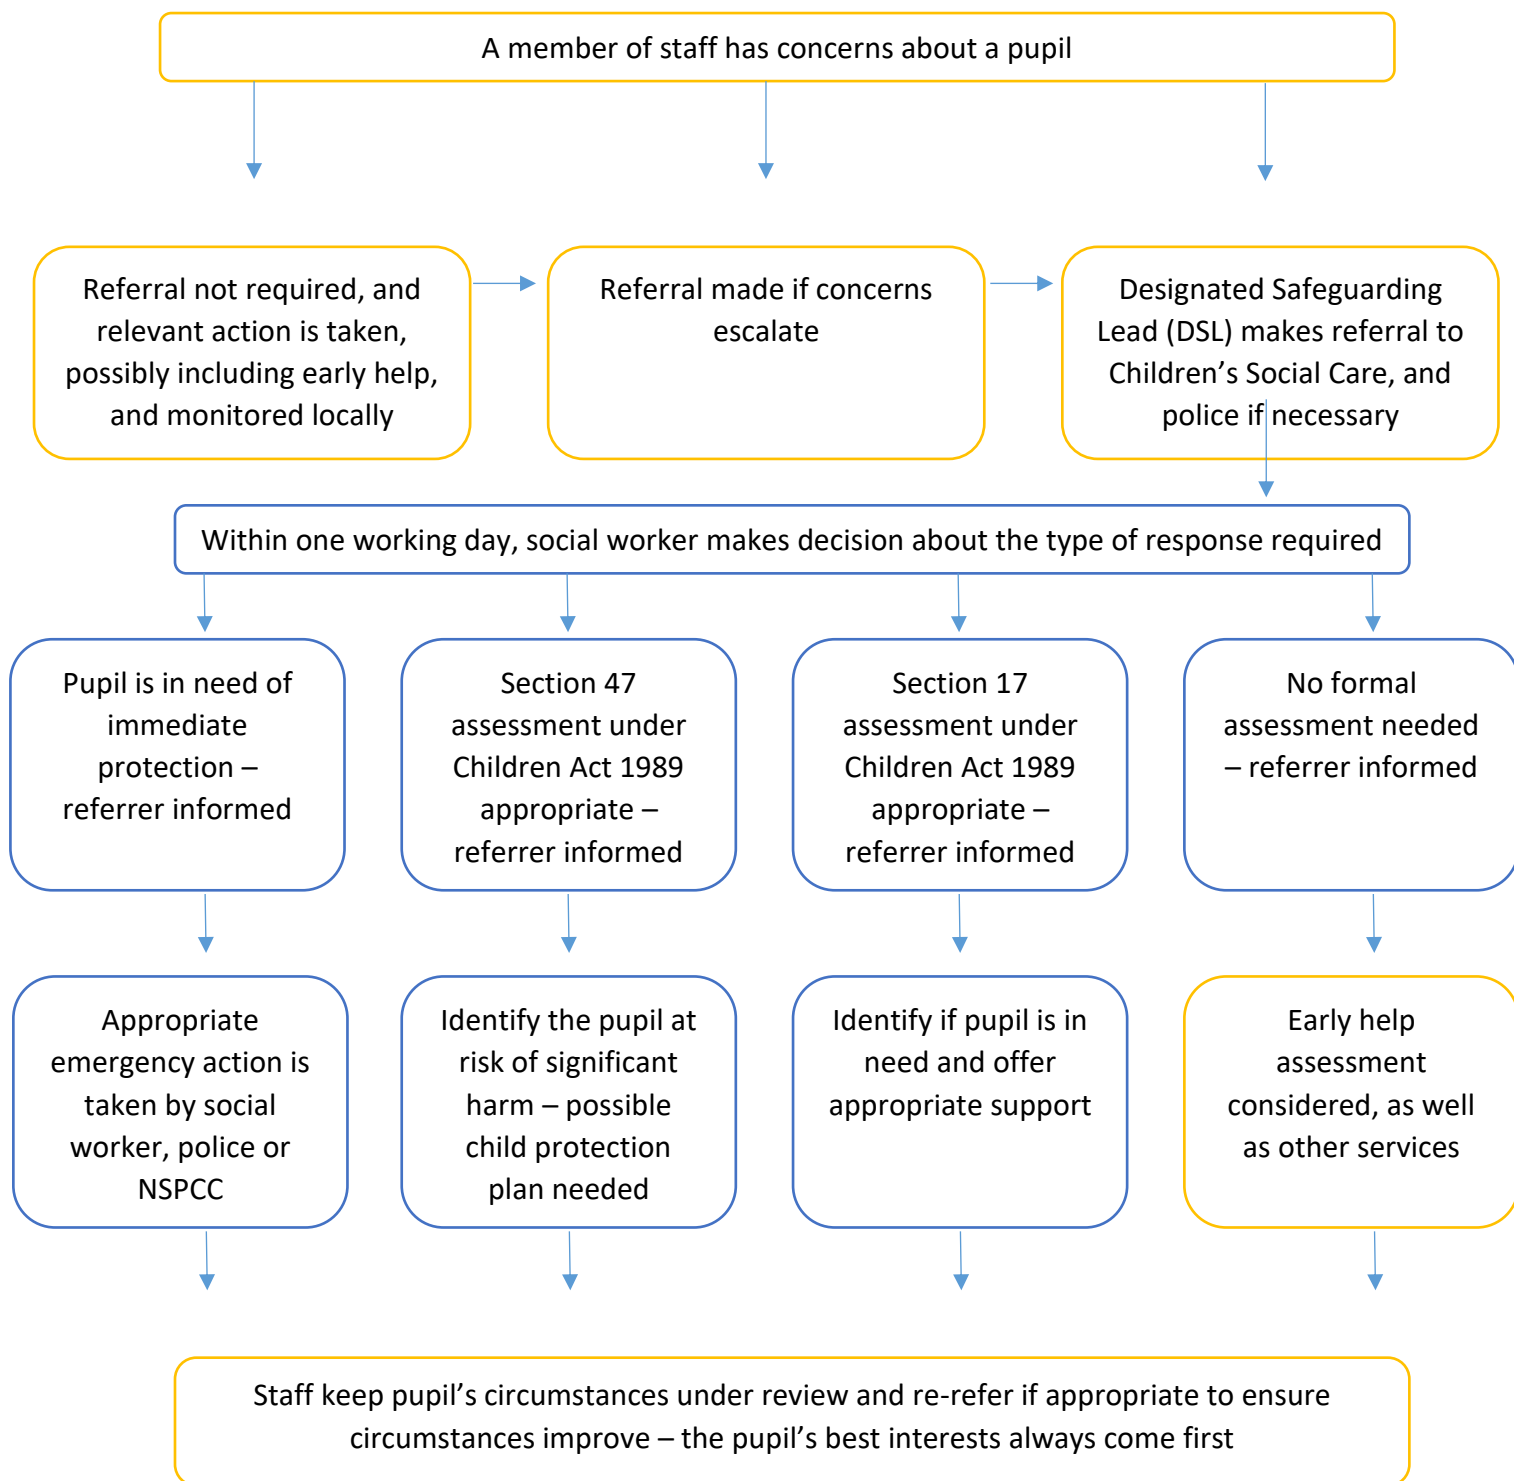 A member of staff has concerns about a pupil
Referral not required, and
relevant action is taken,
possibly including early help,
and monitored locally
Referral made if concerns
escalate
Designated Safeguarding
Lead (DSL) makes referral to
Children’s Social Care, and
police if necessary
Within one working day, social worker makes decision about the type of response required
Pupil is in need of
immediate
protection –
referrer informed
Section 47
assessment under
Children Act 1989
appropriate –
referrer informed
Section 17
assessment under
Children Act 1989
appropriate –
referrer informed
No formal
assessment needed
– referrer informed
Appropriate
emergency action is
taken by social
worker, police or
NSPCC
Identify the pupil at
risk of significant
harm – possible
child protection
plan needed
Identify if pupil is in
need and offer
appropriate support
Early help
assessment
considered, as well
as other services
Staff keep pupil’s circumstances under review and re-refer if appropriate to ensure
circumstances improve – the pupil’s best interests always come first